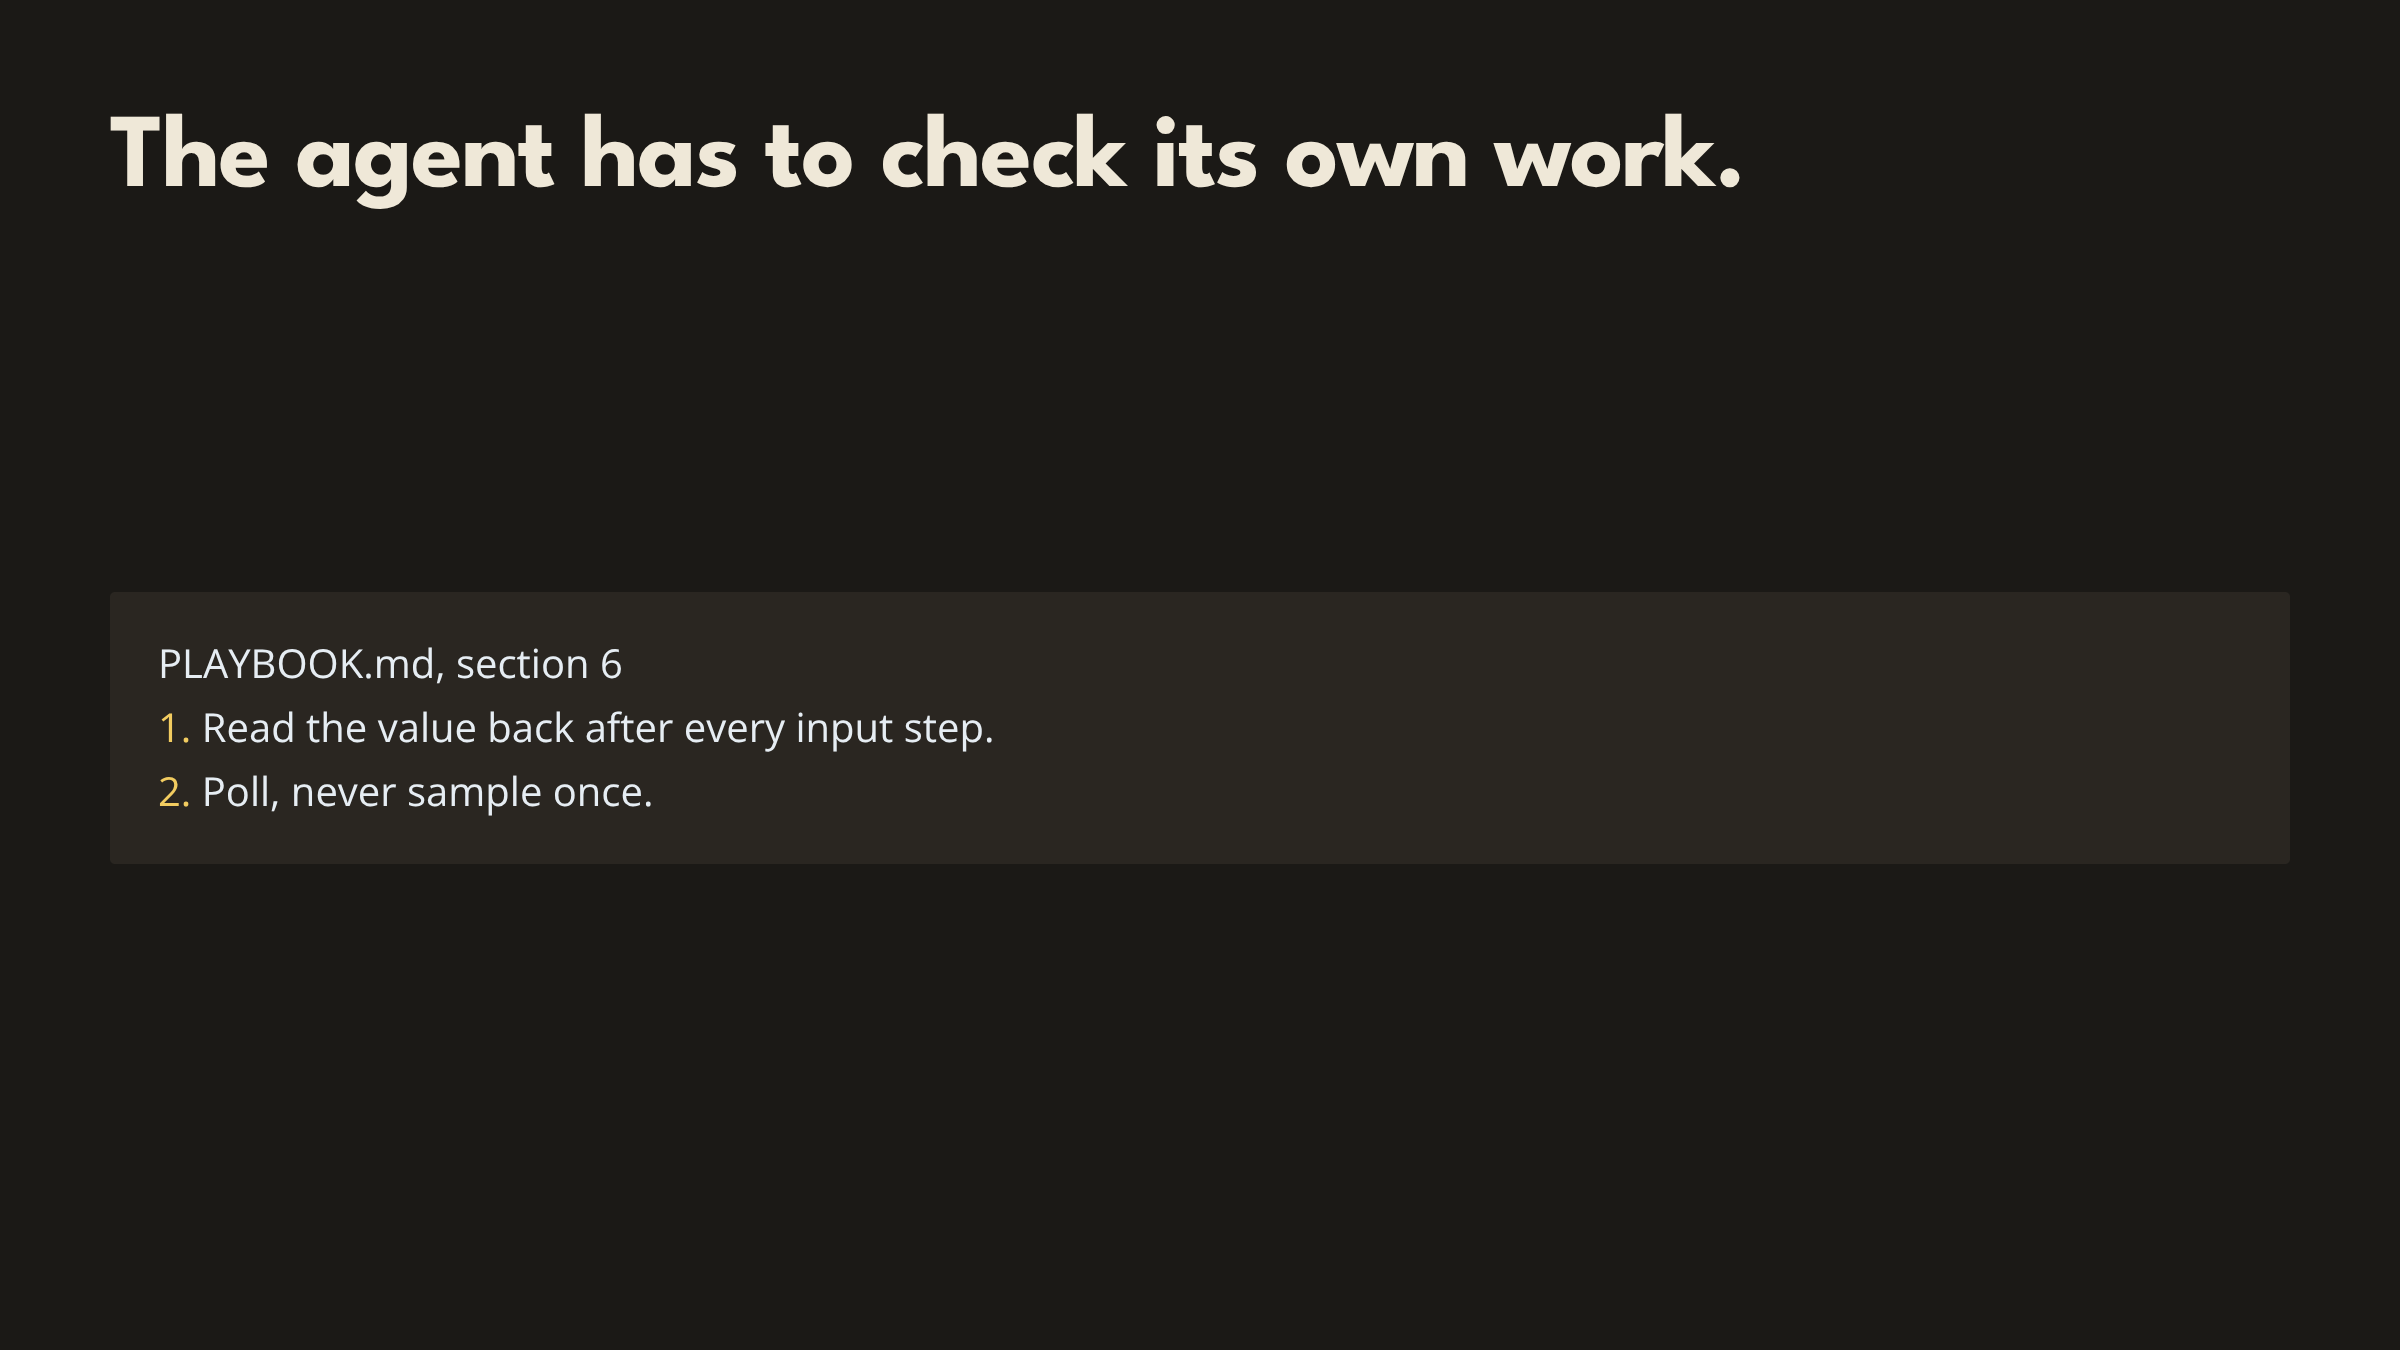 The agent has to check its own work.
PLAYBOOK.md, section 6
1. Read the value back after every input step.
2. Poll, never sample once.